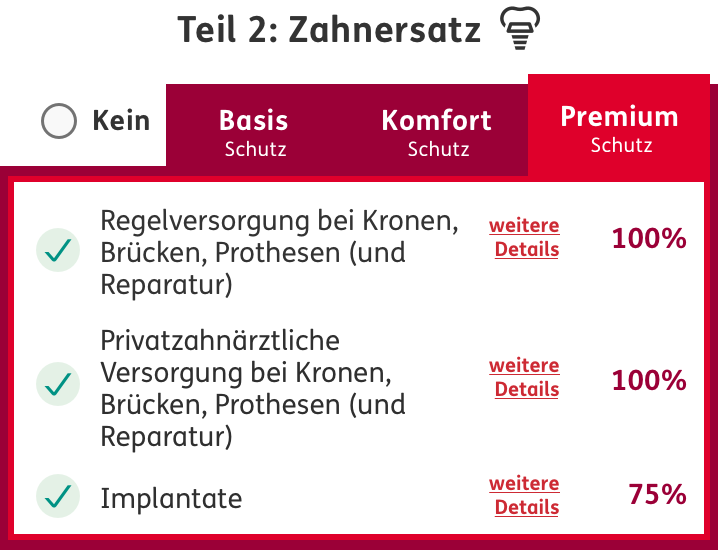 Teil 2: Zahnersatz
Kein
Basis
Schutz
Komfort
Schutz
Premium
Schutz
Regelversorgung bei Kronen,
Brücken, Prothesen (und
Reparatur)
weitere
Details
100%
Privatzahnärztliche
Versorgung bei Kronen,
Brücken, Prothesen (und
Reparatur)
weitere
Details
100%
Implantate
weitere
Details
75%